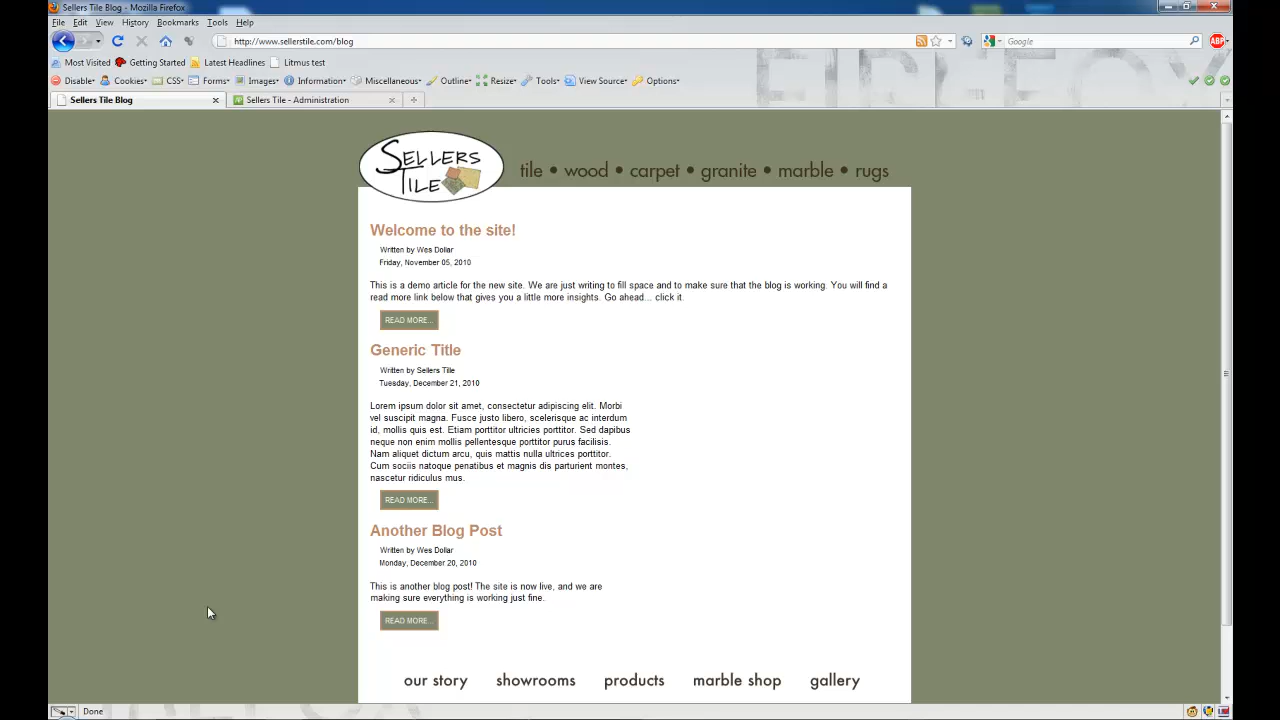 Sellers Tile Blog - Mozilla Firefox
File Edit View History Bookmarks Tools Help
http://www.sellerstile.com/blog
Google
ABP
Most Visited Getting Started Latest Headlines Litmus test
Disable Cookies CSS Forms Images Information Miscellaneous Outline Resize Tools View Source Options
Sellers Tile Blog
Sellers Tile - Administration
SELLERS
TILE
tile • wood • carpet • granite • marble • rugs
Welcome to the site!
Written by Wes Dollar
Friday, November 05, 2010
This is a demo article for the new site. We are just writing to fill space and to make sure that the blog is working. You will find a
read more link below that gives you a little more insights. Go ahead... click it.
READ MORE...
Generic Title
Written by Sellers Tille
Tuesday, December 21, 2010
Lorem ipsum dolor sit amet, consectetur adipiscing elit. Morbi
vel suscipit magna. Fusce justo libero, scelerisque ac interdum
id, mollis quis est. Etiam porttitor ultricies porttitor. Sed dapibus
neque non enim mollis pellentesque porttitor purus facilisis.
Nam aliquet dictum arcu, quis mattis nulla ultrices porttitor.
Cum sociis natoque penatibus et magnis dis parturient montes,
nascetur ridiculus mus.
READ MORE...
Another Blog Post
Written by Wes Dollar
Monday, December 20, 2010
This is another blog post! The site is now live, and we are
making sure everything is working just fine.
READ MORE...
our story showrooms products marble shop gallery
Done